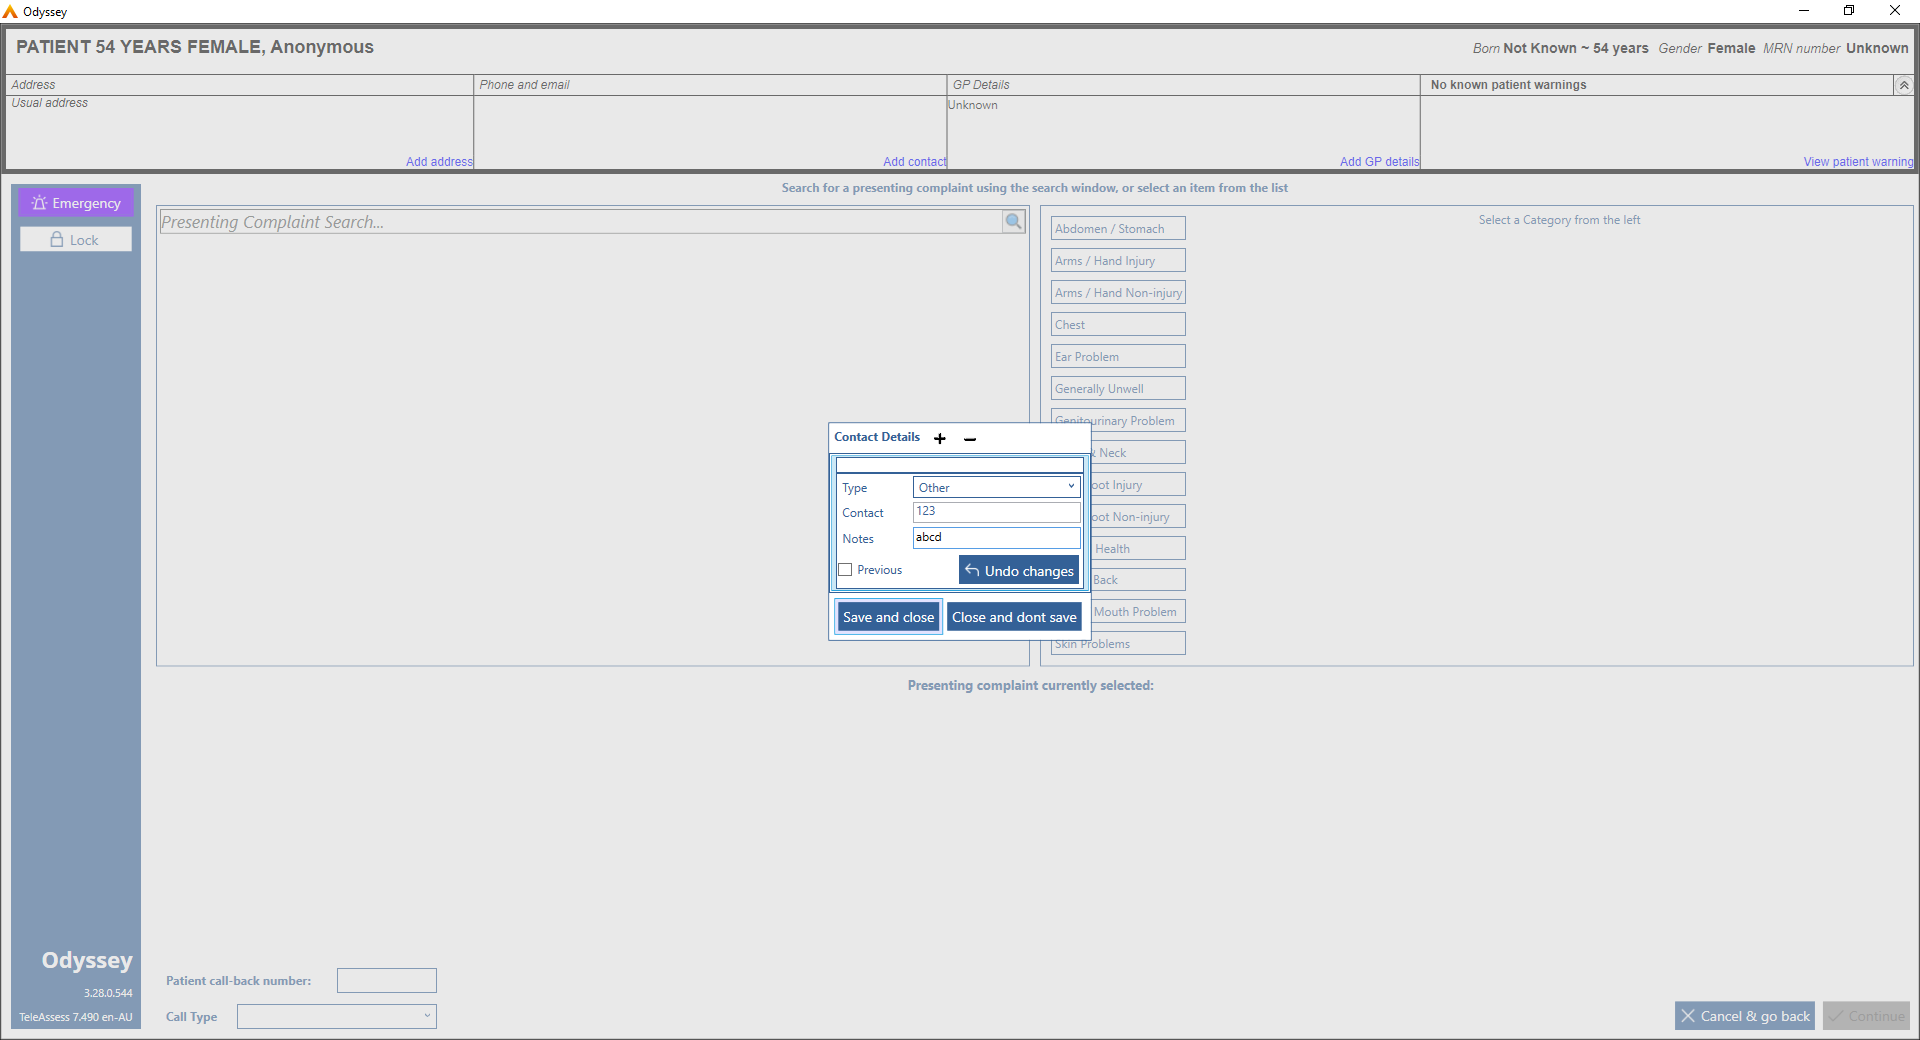 Odyssey
PATIENT 54 YEARS FEMALE, Anonymous
Born Not Known ~ 54 years Gender Female MRN number Unknown
Address
Usual address
Add address
Phone and email
Add contact
GP Details
Unknown
Add GP details
No known patient warnings
View patient warning
Emergency
Lock
Search for a presenting complaint using the search window, or select an item from the list
Presenting Complaint Search...
Abdomen / Stomach
Arms / Hand Injury
Arms / Hand Non-injury
Chest
Ear Problem
Generally Unwell
Genitourinary Problem
& Neck
oot Injury
oot Non-injury
Health
Back
Mouth Problem
Skin Problems
Select a Category from the left
Contact Details
Type Other
Contact 123
Notes abcd
Previous
Undo changes
Save and close
Close and dont save
Presenting complaint currently selected:
Odyssey
3.28.0.544
TeleAssess 7.490 en-AU
Patient call-back number:
Call Type
Cancel & go back
Continue